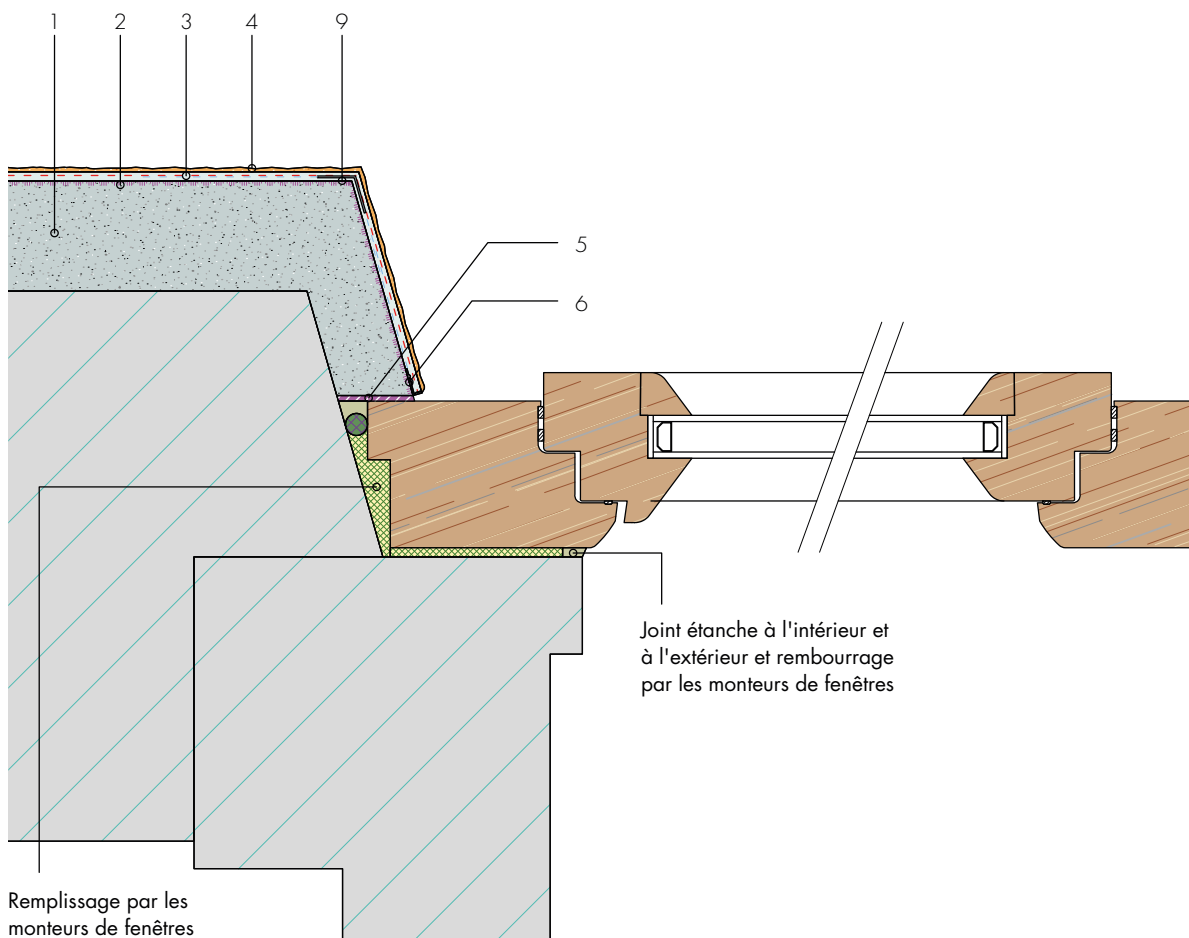 1 2 3 4 9
5
6
Joint étanche à l'intérieur et
à l'extérieur et rembourrage
par les monteurs de fenêtres
Remplissage par les
monteurs de fenêtres